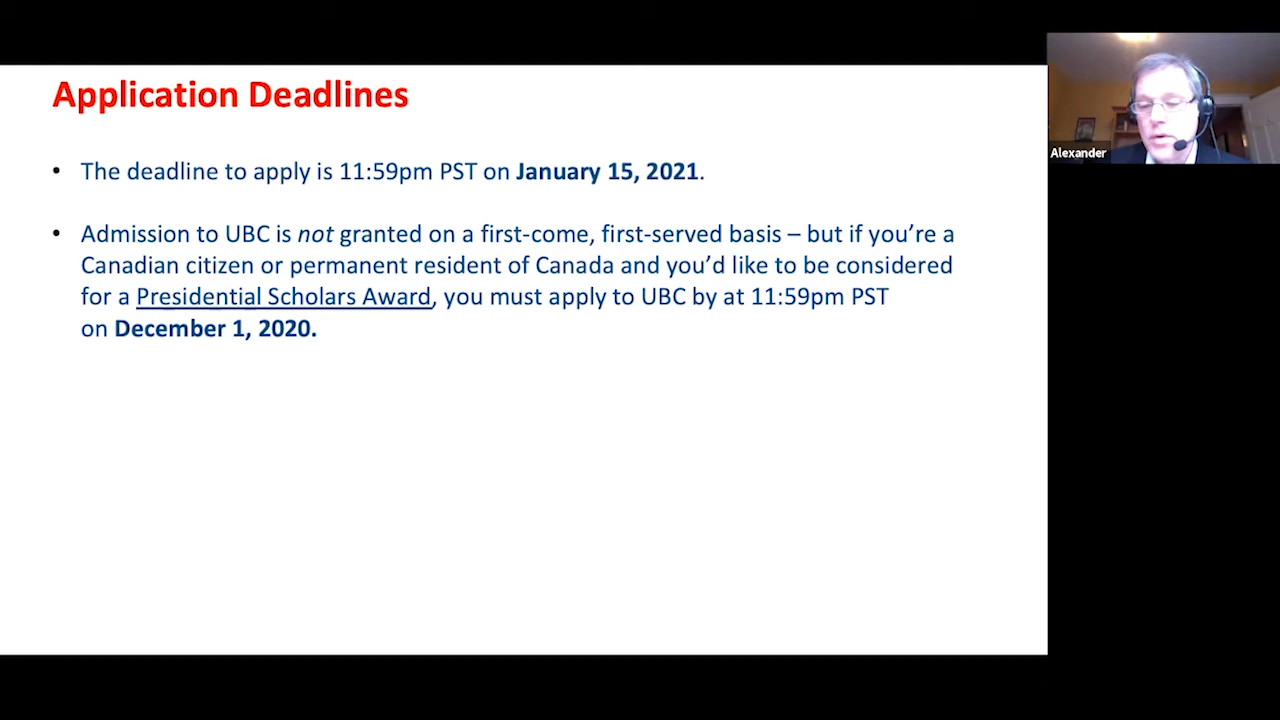 Application Deadlines
• The deadline to apply is 11:59pm PST on January 15, 2021.
• Admission to UBC is not granted on a first-come, first-served basis – but if you’re a
Canadian citizen or permanent resident of Canada and you’d like to be considered
for a Presidential Scholars Award, you must apply to UBC by at 11:59pm PST
on December 1, 2020.
Alexander